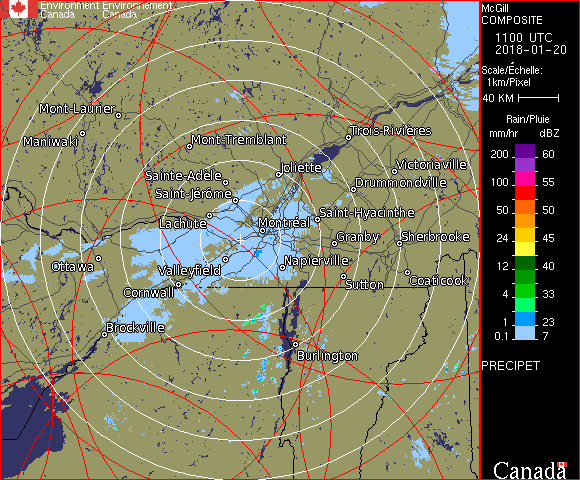 Environment Environnement
Canada Canada
McGill
COMPOSITE
1100 UTC
2018-01-20
Scale/Échelle:
1km/Pixel
40 KM
Rain/Pluie
mm/hr dBZ
200 60
100 55
50 50
24 45
12 40
4 33
1 23
0.1 7
PRECIPET
Mont-Laurier
Maniwaki
Mont-Tremblant
Trois-Rivières
Sainte-Adèle
Joliette
Victoriaville
Saint-Jérôme
Drummondville
Lachute
Montréal
Saint-Hyacinthe
Granby
Sherbrooke
Ottawa
Valleyfield
Napierville
Cornwall
Sutton
Coaticook
Brockville
Burlington
Canada